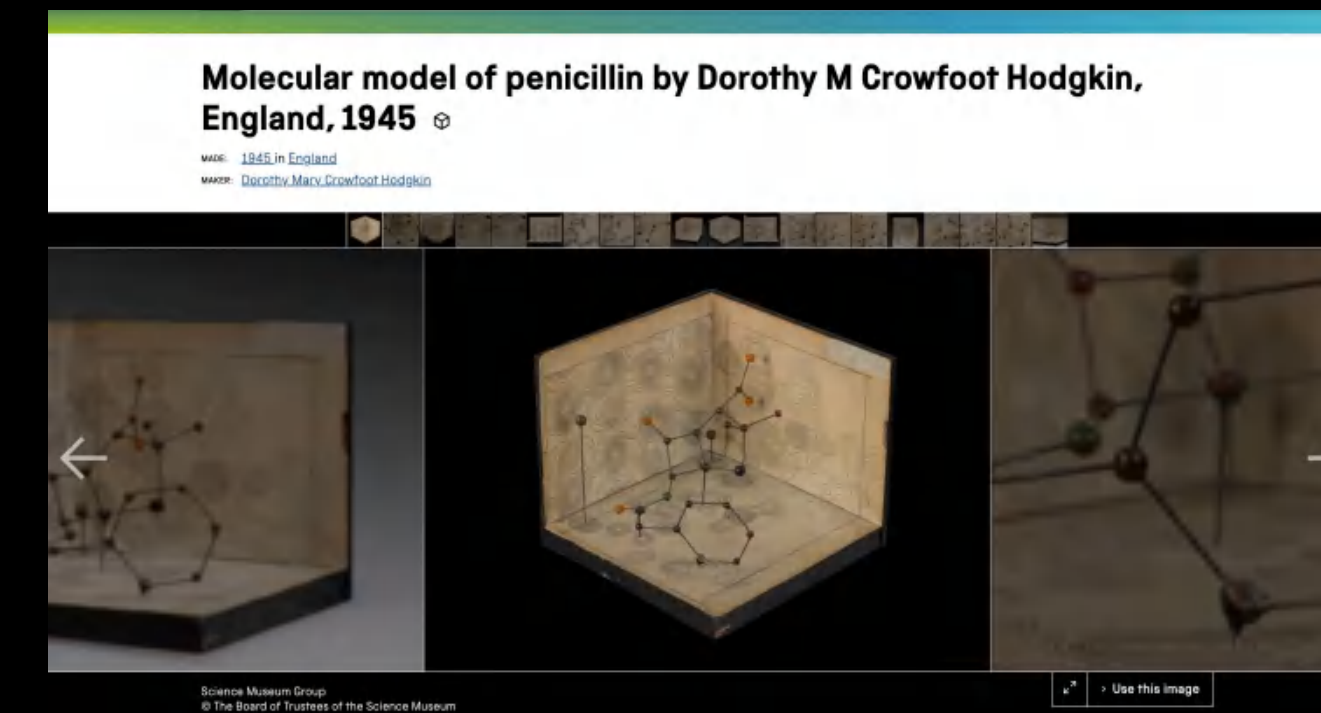 Molecular model of penicillin by Dorothy M Crowfoot Hodgkin,
England, 1945
MADE: 1945 in England
MAKER: Dorothy Mary Crowfoot Hodgkin
Science Museum Group
© The Board of Trustees of the Science Museum
› Use this image